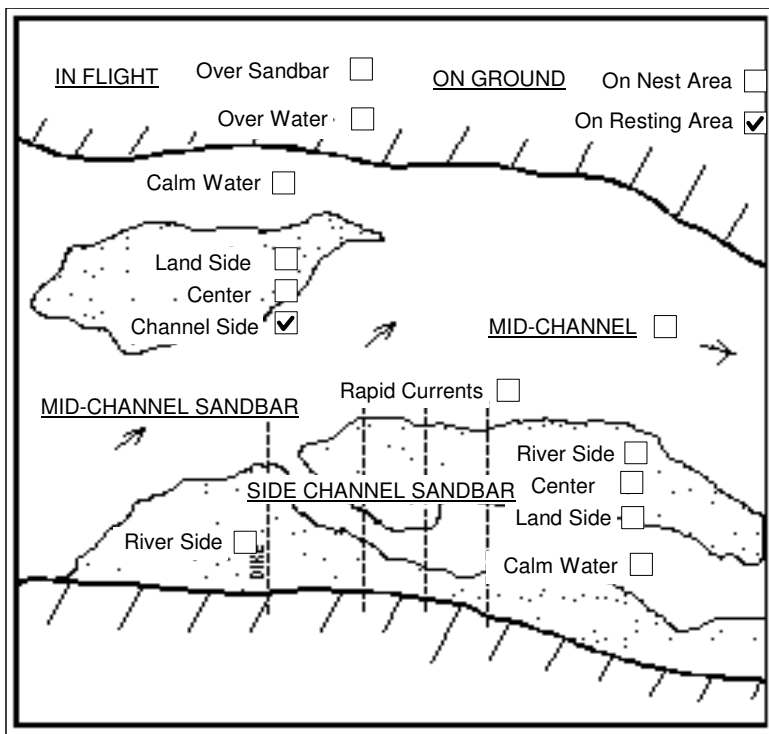 IN FLIGHT Over Sandbar ON GROUND On Nest Area
Over Water On Resting Area
Calm Water
Land Side
Center
Channel Side
MID-CHANNEL
Rapid Currents
MID-CHANNEL SANDBAR
River Side
SIDE CHANNEL SANDBAR Center
Land Side
River Side
DIKE
Calm Water